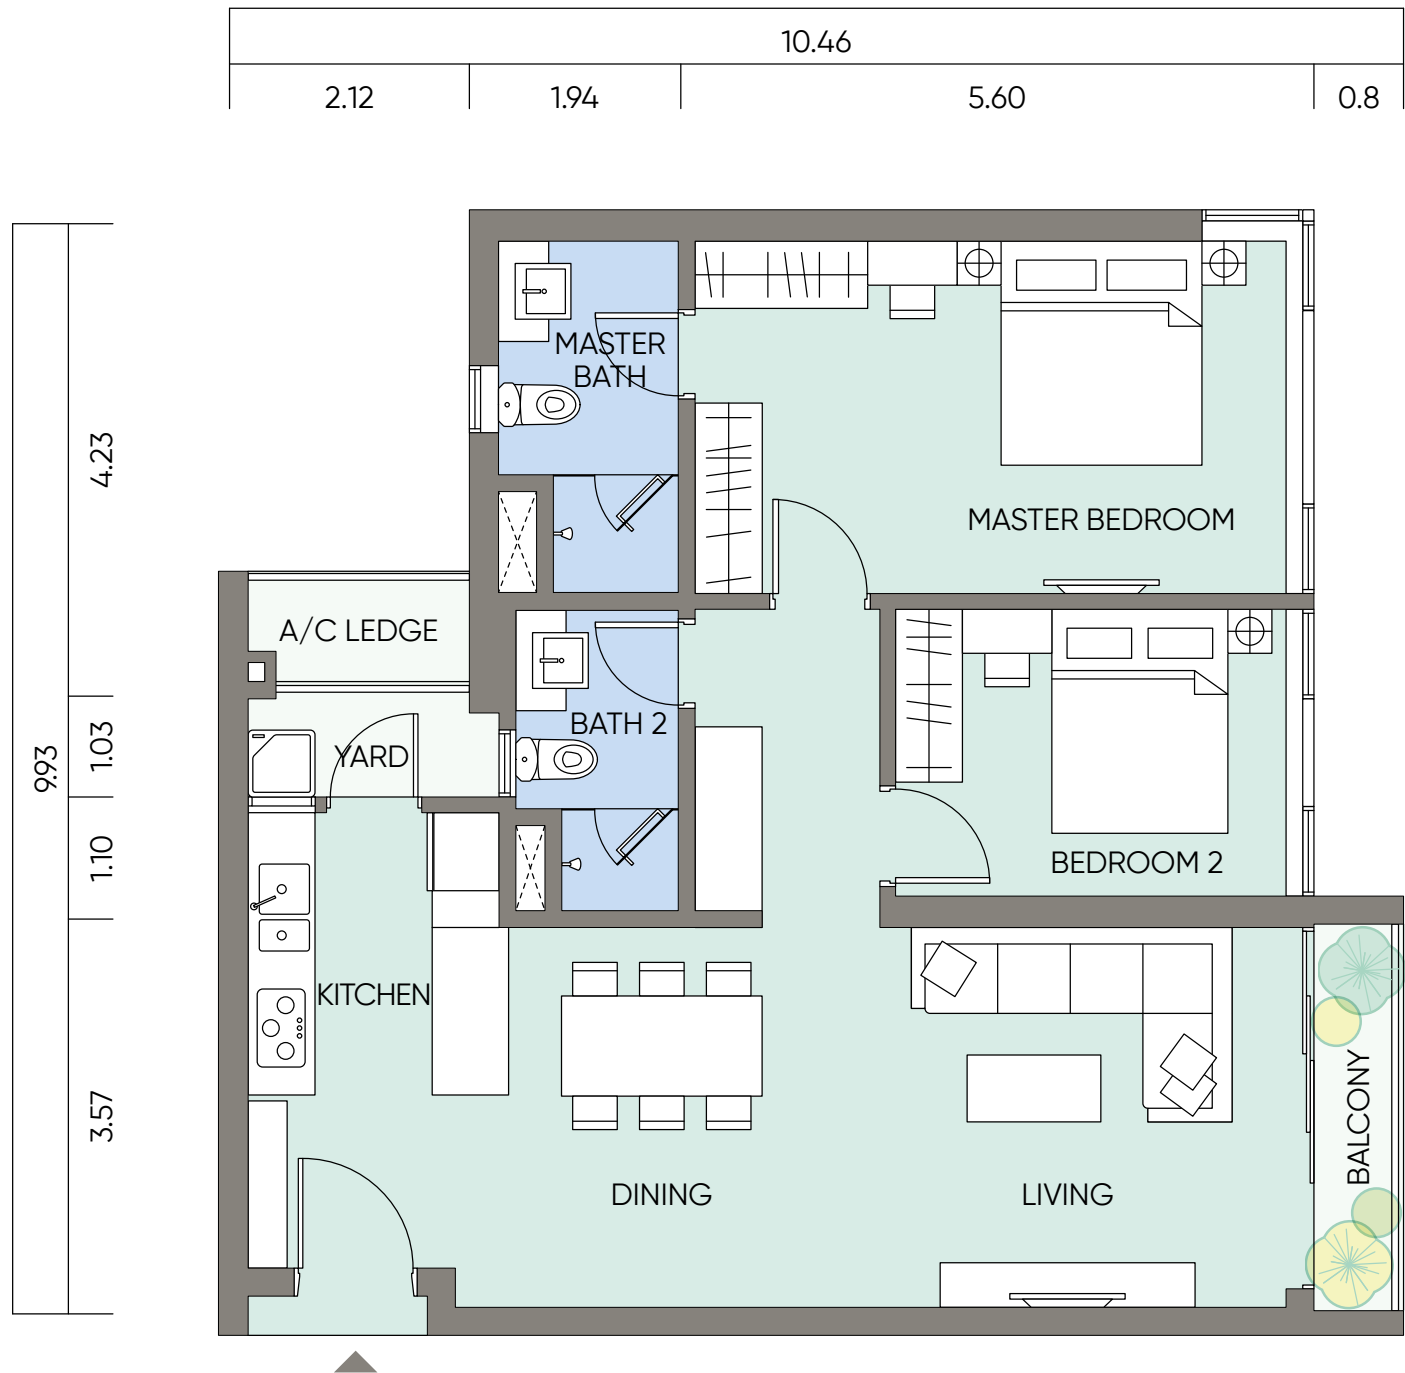 10.46
2.12
1.94
5.60
0.8
9.93
4.23
1.03
1.10
3.57
MASTER
BATH
MASTER BEDROOM
A/C LEDGE
YARD
BATH 2
BEDROOM 2
KITCHEN
DINING
LIVING
BALCONY